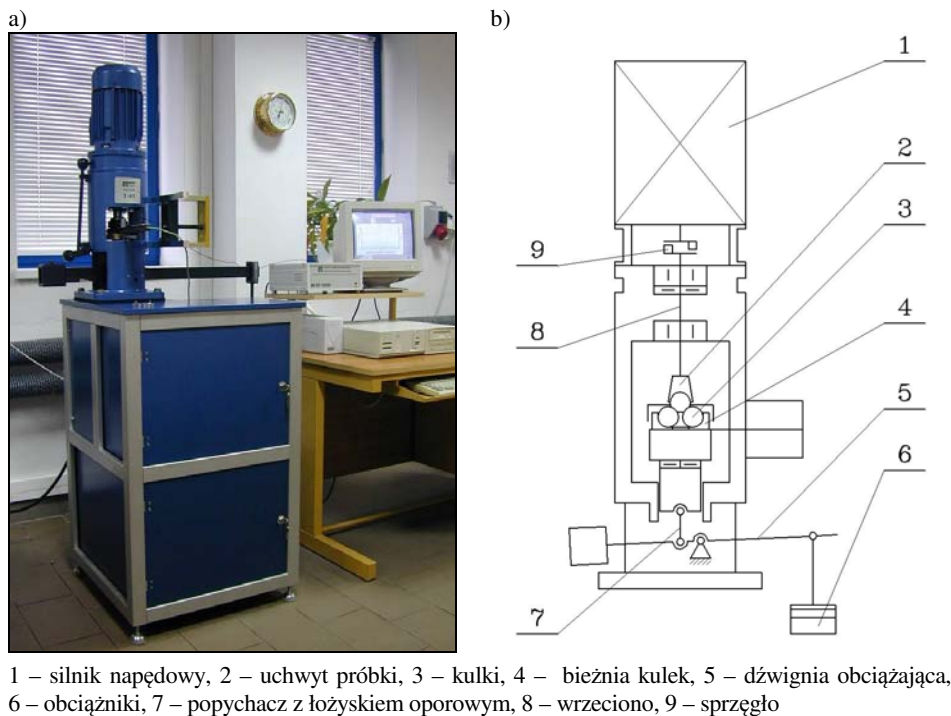 a)
b)
1
2
3
9
8
4
5
6
7
1 – silnik napędowy, 2 – uchwyt próbki, 3 – kulki, 4 – bieżnia kulek, 5 – dźwignia obciążająca,
6 – obciążniki, 7 – popychacz z łożyskiem oporowym, 8 – wrzeciono, 9 – sprzęgło